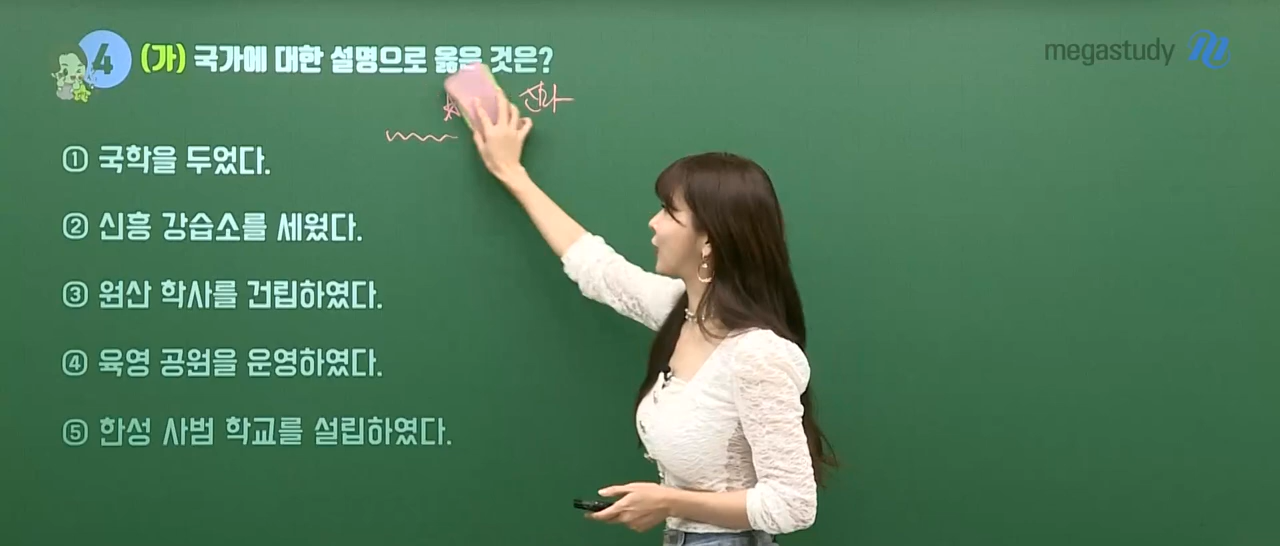 4 (가) 국가에 대한 설명으로 옳은 것은?
megastudy
① 국학을 두었다.
② 신흥 강습소를 세웠다.
③ 원산 학사를 건립하였다.
④ 육영 공원을 운영하였다.
⑤ 한성 사범 학교를 설립하였다.